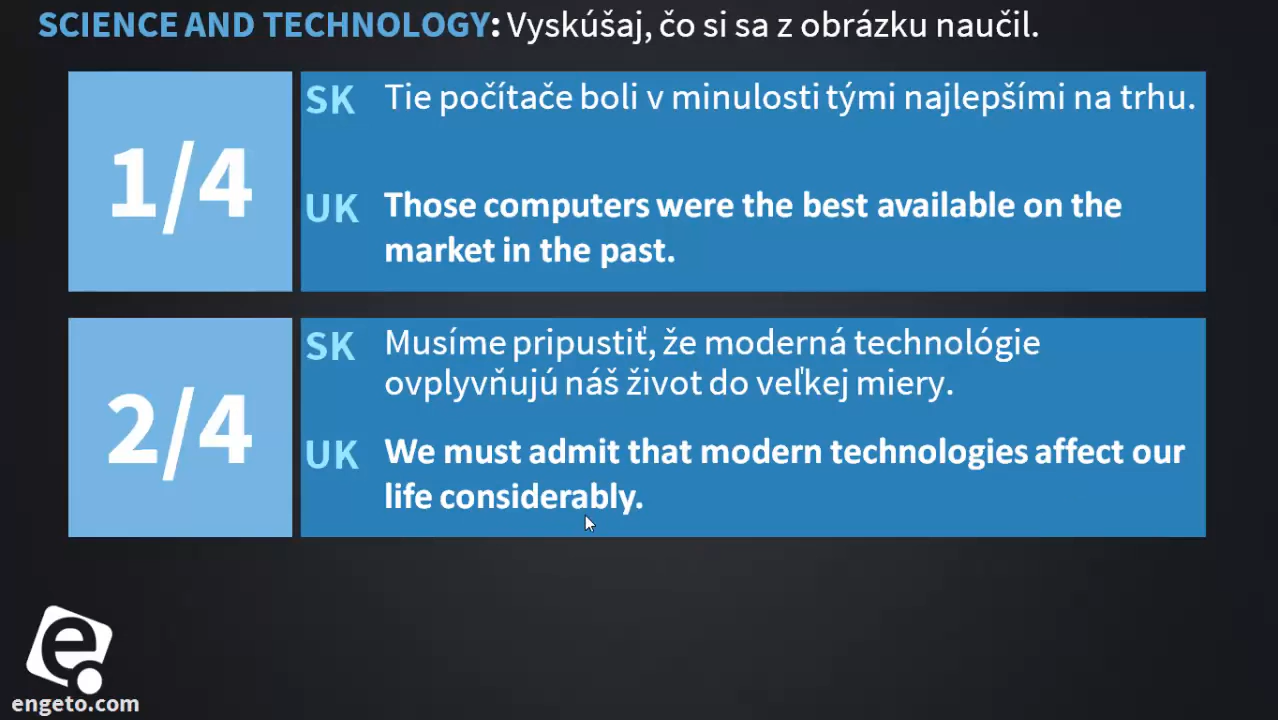 SCIENCE AND TECHNOLOGY: Vyskúšaj, čo si sa z obrázku naučil.
1/4
SK Tie počítače boli v minulosti tými najlepšími na trhu.
UK Those computers were the best available on the
market in the past.
2/4
SK Musíme pripustiť, že moderná technológie
ovplyvňujú náš život do veľkej miery.
UK We must admit that modern technologies affect our
life considerably.
e
engeto.com